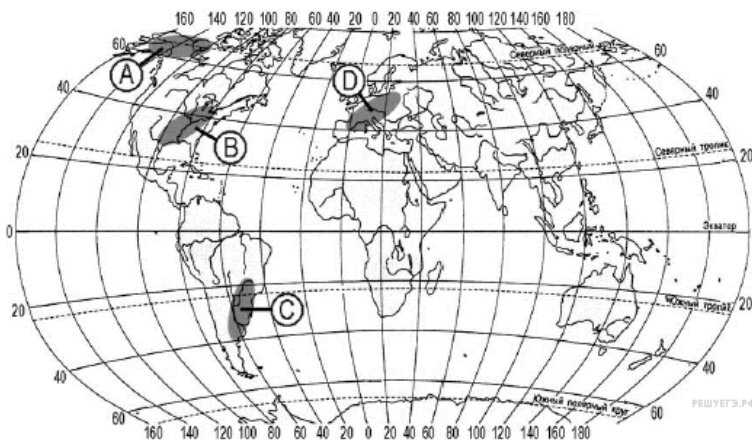 160 140 120 100 80 60 40 20 0 20 40 60 80 100 120 140 160 180
60 Северный полярный круг 60
A D
40 40
B
20 Северный тропик 20
0 Экватор 0
20 Южный тропик 20
C
40 40
РЕШУЕГЭ.РФ
60 Южный полярный круг 60
160 140 120 100 80 60 40 20 0 20 40 60 80 100 120 140 160 180